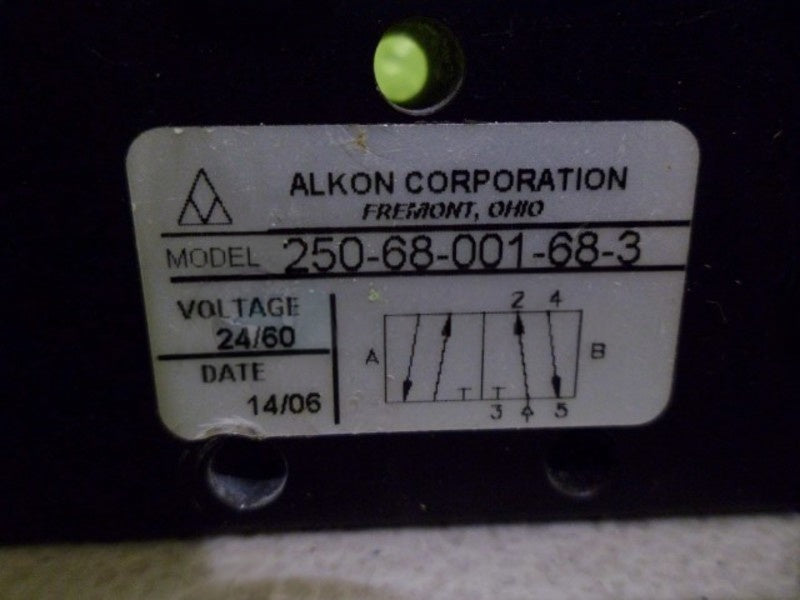 ALKON CORPORATION
FREMONT, OHIO
MODEL 250-68-001-68-3
VOLTAGE
24/60
DATE
14/06
2 4
A B
3 5